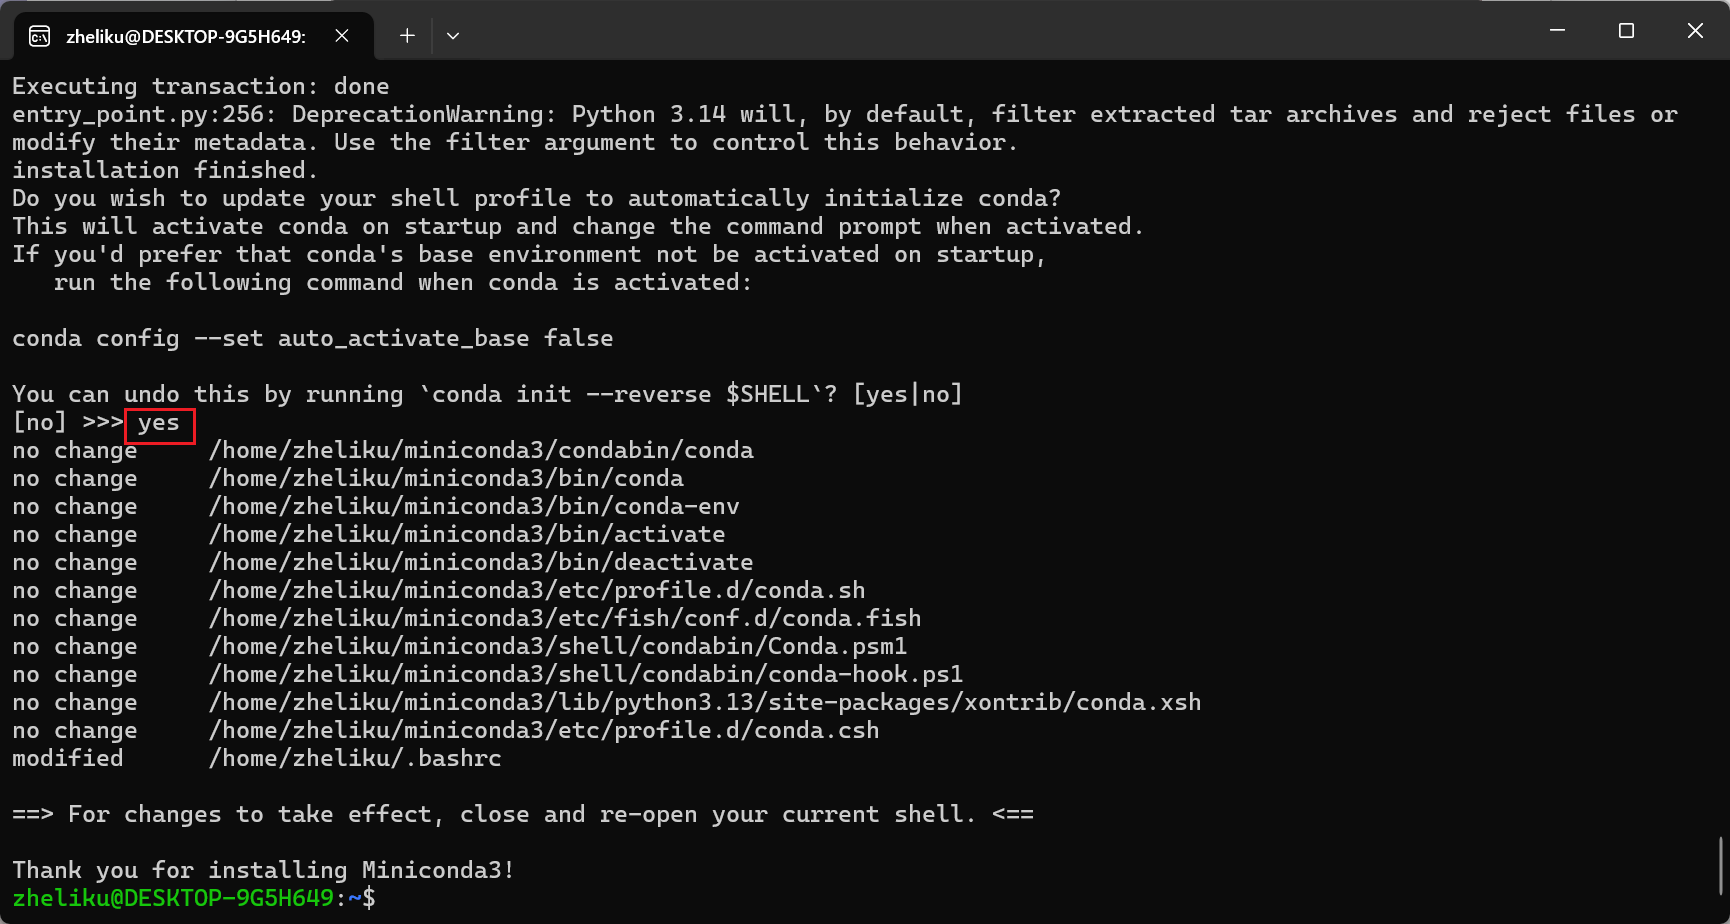 zheliku@DESKTOP-9G5H649:
Executing transaction: done
entry_point.py:256: DeprecationWarning: Python 3.14 will, by default, filter extracted tar archives and reject files or
modify their metadata. Use the filter argument to control this behavior.
installation finished.
Do you wish to update your shell profile to automatically initialize conda?
This will activate conda on startup and change the command prompt when activated.
If you'd prefer that conda's base environment not be activated on startup,
   run the following command when conda is activated:

conda config --set auto_activate_base false

You can undo this by running `conda init --reverse $SHELL`? [yes|no]
[no] >>> yes
no change     /home/zheliku/miniconda3/condabin/conda
no change     /home/zheliku/miniconda3/bin/conda
no change     /home/zheliku/miniconda3/bin/conda-env
no change     /home/zheliku/miniconda3/bin/activate
no change     /home/zheliku/miniconda3/bin/deactivate
no change     /home/zheliku/miniconda3/etc/profile.d/conda.sh
no change     /home/zheliku/miniconda3/etc/fish/conf.d/conda.fish
no change     /home/zheliku/miniconda3/shell/condabin/Conda.psm1
no change     /home/zheliku/miniconda3/shell/condabin/conda-hook.ps1
no change     /home/zheliku/miniconda3/lib/python3.13/site-packages/xontrib/conda.xsh
no change     /home/zheliku/miniconda3/etc/profile.d/conda.csh
modified      /home/zheliku/.bashrc

==> For changes to take effect, close and re-open your current shell. <==

Thank you for installing Miniconda3!
zheliku@DESKTOP-9G5H649:~$